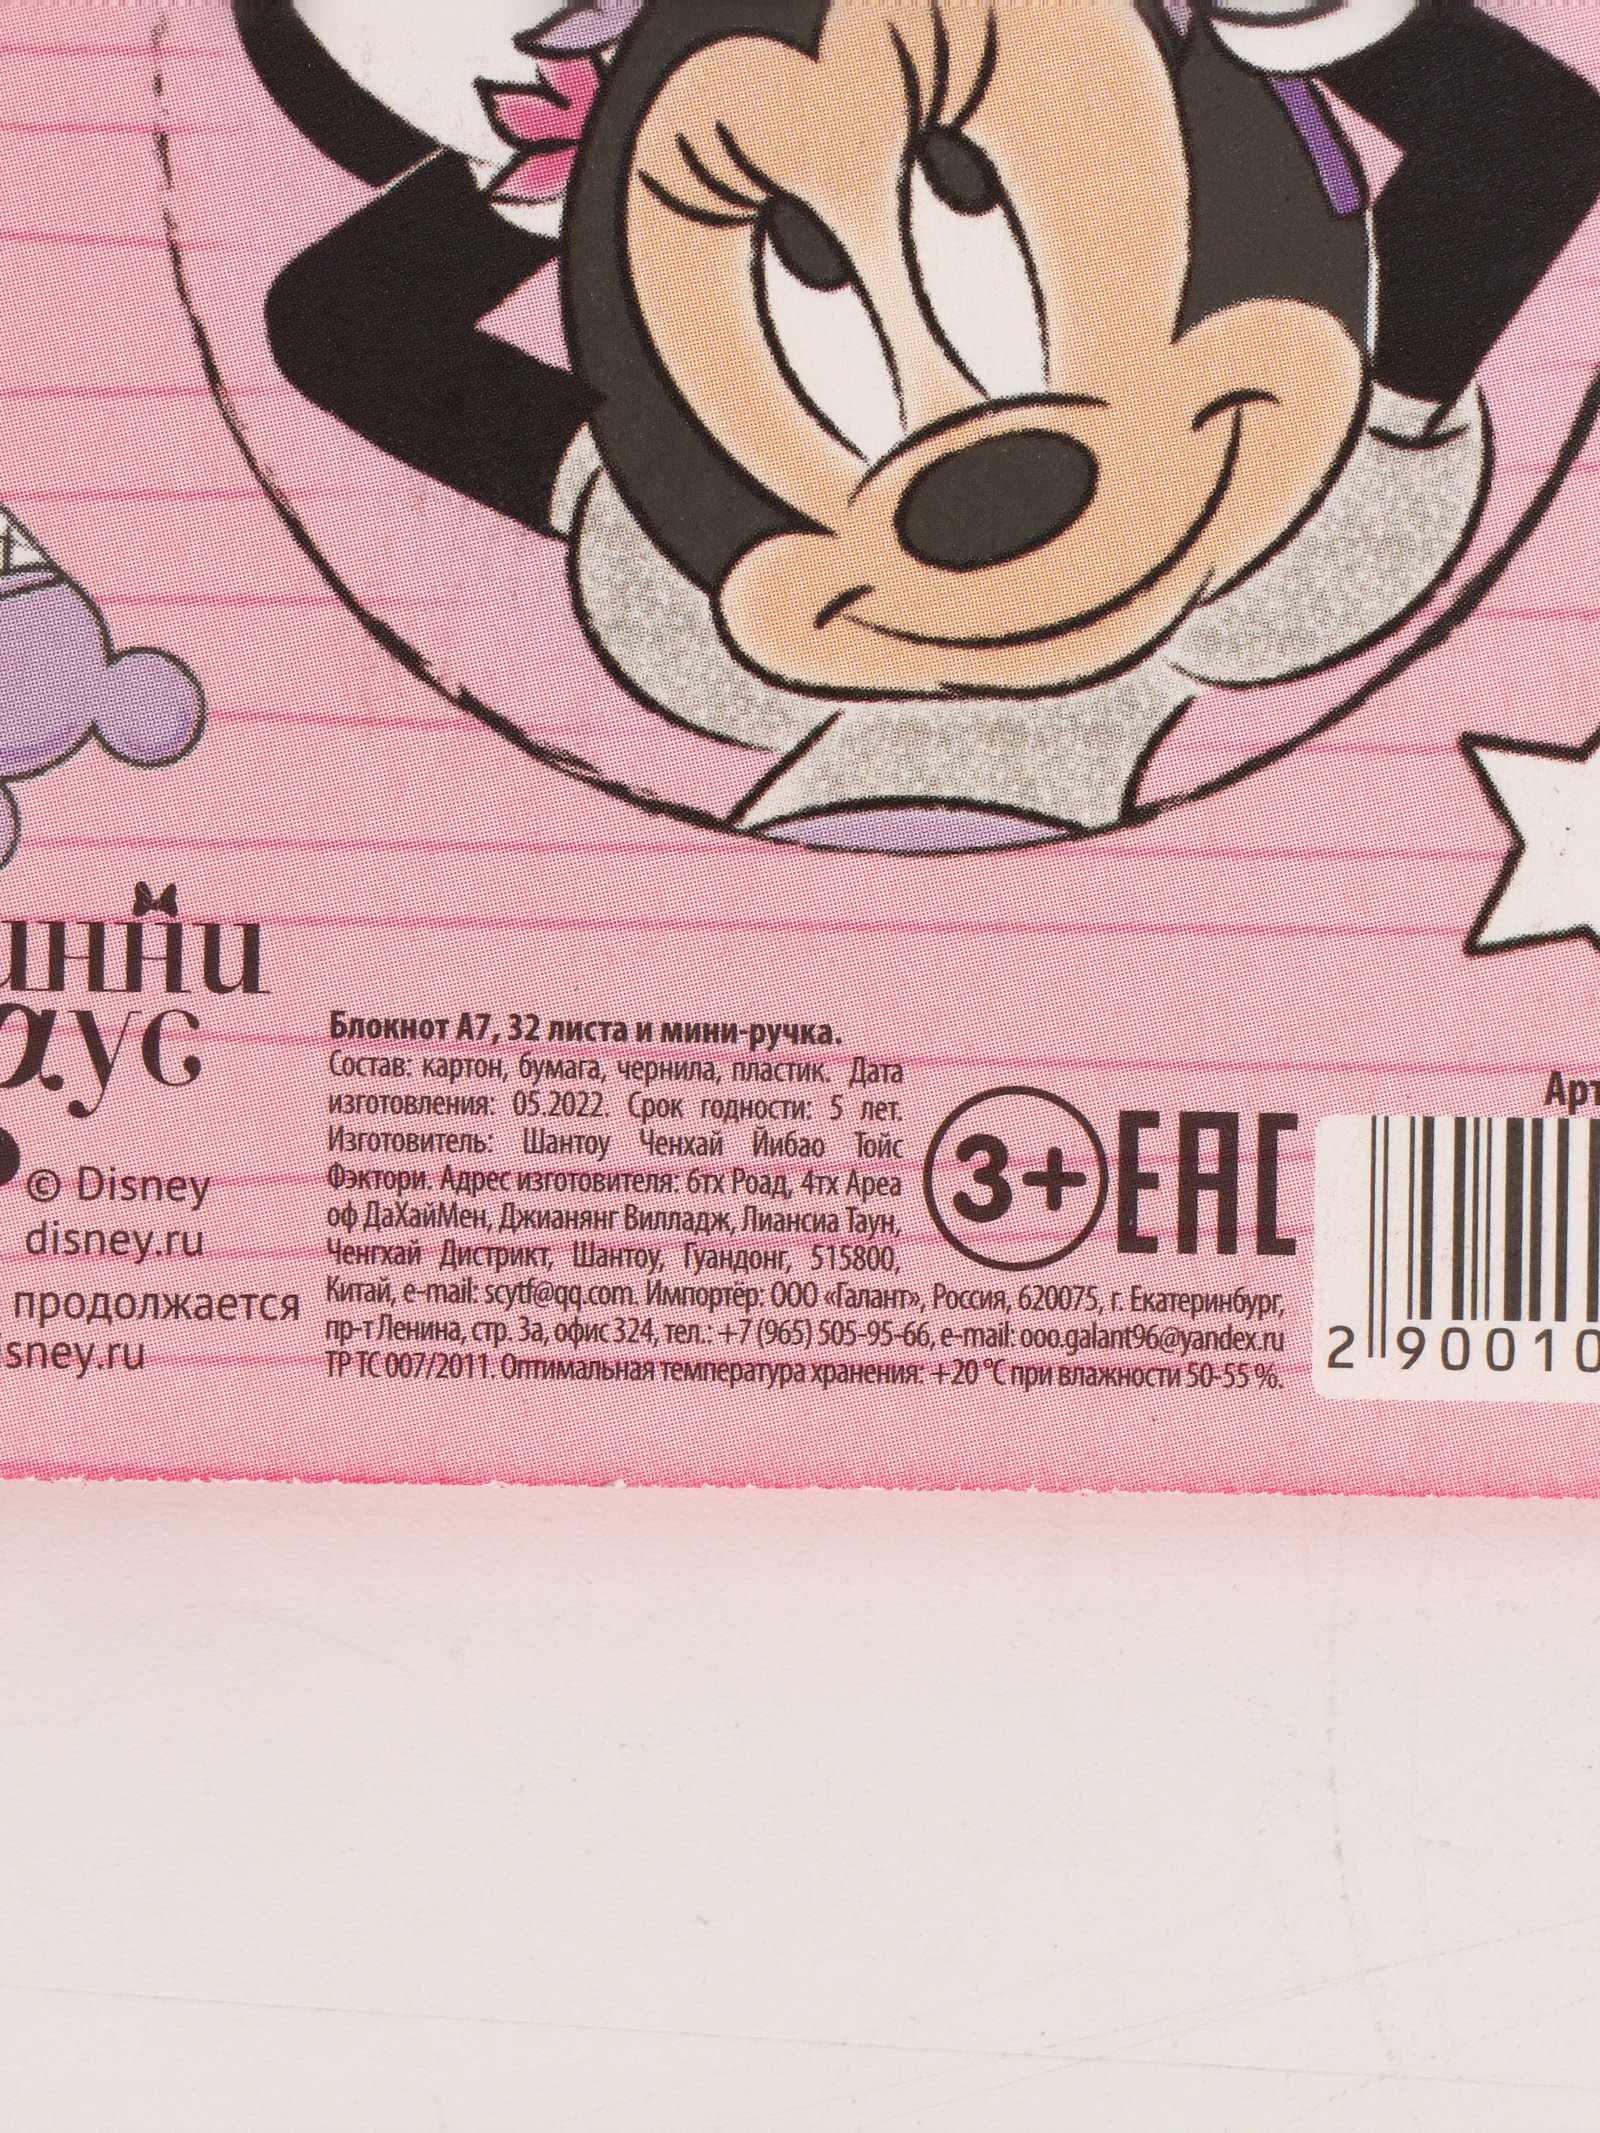 Блокнот А7, 32 листа и мини-ручка.
Состав: картон, бумага, чернила, пластик. Дата
изготовления: 05.2022. Срок годности: 5 лет.
Изготовитель: Шантоу Ченхай Йибао Тойс
Фэктори. Адрес изготовителя: 6тх Роад, 4тх Ареа
оф ДаХайМен, Джианянг Вилладж, Лиансиа Таун,
Ченгхай Дистрикт, Шантоу, Гуандонг, 515800,
Китай, e-mail: scytf@qq.com. Импортёр: ООО «Галант», Россия, 620075, г. Екатеринбург,
пр-т Ленина, стр. 3а, офис 324, тел.: +7 (965) 505-95-66, e-mail: ooo.galant96@yandex.ru
ТР ТС 007/2011. Оптимальная температура хранения: +20 °С при влажности 50-55 %.
© Disney
disney.ru
продолжается
isney.ru
3+
EAC
Арт
2 90010